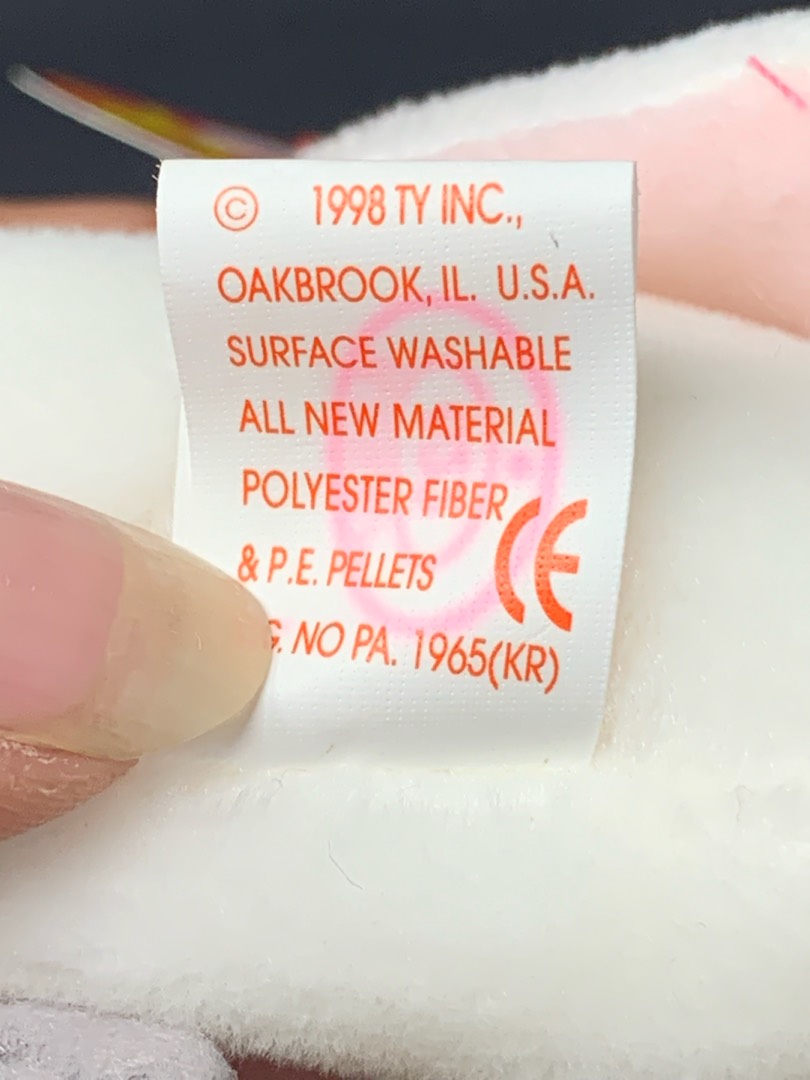 © 1998 TY INC.,
OAKBROOK, IL. U.S.A.
SURFACE WASHABLE
ALL NEW MATERIAL
POLYESTER FIBER
& P.E. PELLETS CE
G. NO PA. 1965(KR)